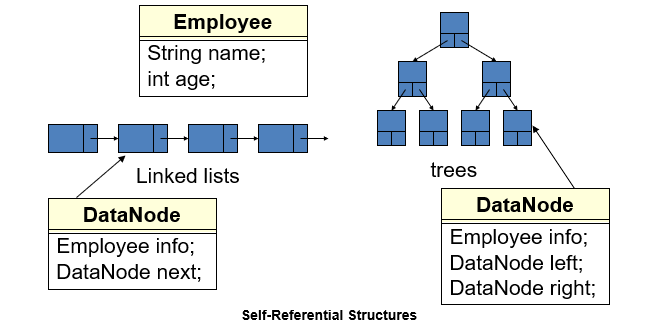 Employee
String name;
int age;
Linked lists
trees
DataNode
Employee info;
DataNode next;
DataNode
Employee info;
DataNode left;
DataNode right;
Self-Referential Structures